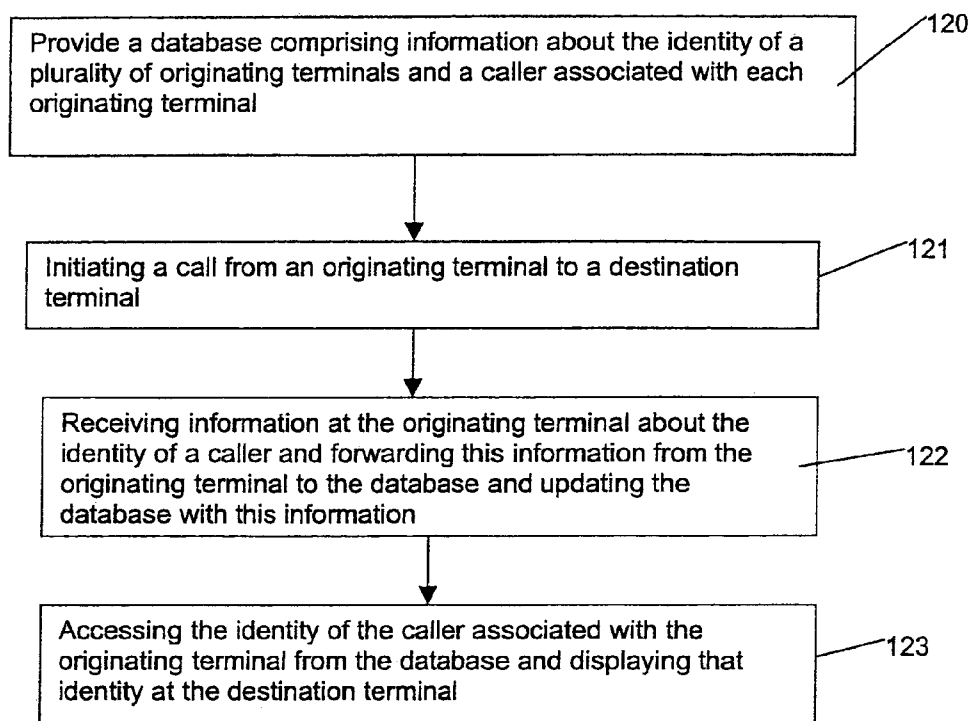 Provide a database comprising information about the identity of a
plurality of originating terminals and a caller associated with each
originating terminal
120
Initiating a call from an originating terminal to a destination
terminal
121
Receiving information at the originating terminal about the
identity of a caller and forwarding this information from the
originating terminal to the database and updating the
database with this information
122
Accessing the identity of the caller associated with the
originating terminal from the database and displaying that
identity at the destination terminal
123